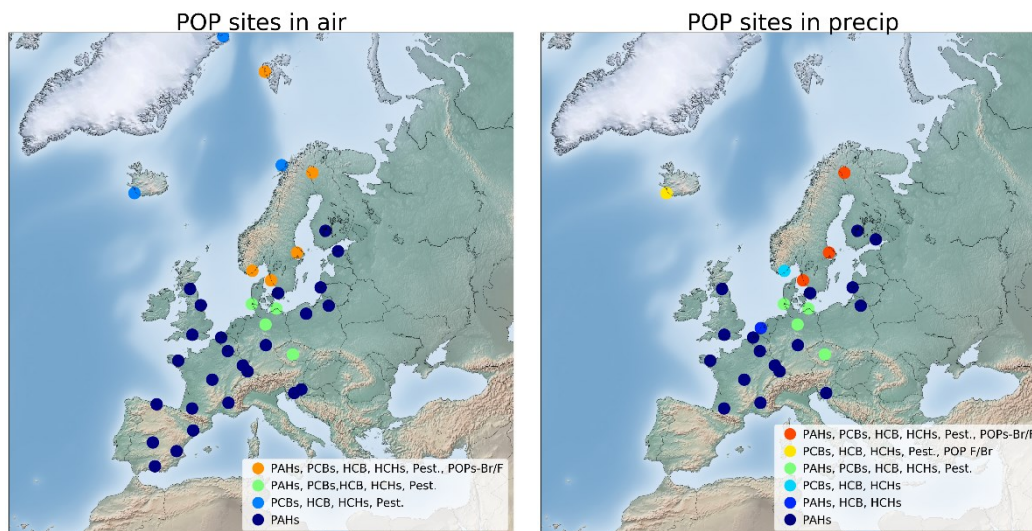 POP sites in air
PAHs, PCBs, HCB, HCHs, Pest., POPs-Br/F
PAHs, PCBs,HCB, HCHs, Pest.
PCBs, HCB, HCHs, Pest.
PAHs
POP sites in precip
PAHs, PCBs, HCB, HCHs, Pest., POPs-Br/F
PCBs, HCB, HCHs, Pest., POP F/Br
PAHs, PCBs, HCB, HCHs, Pest.
PCBs, HCB, HCHs
PAHs, HCB, HCHs
PAHs